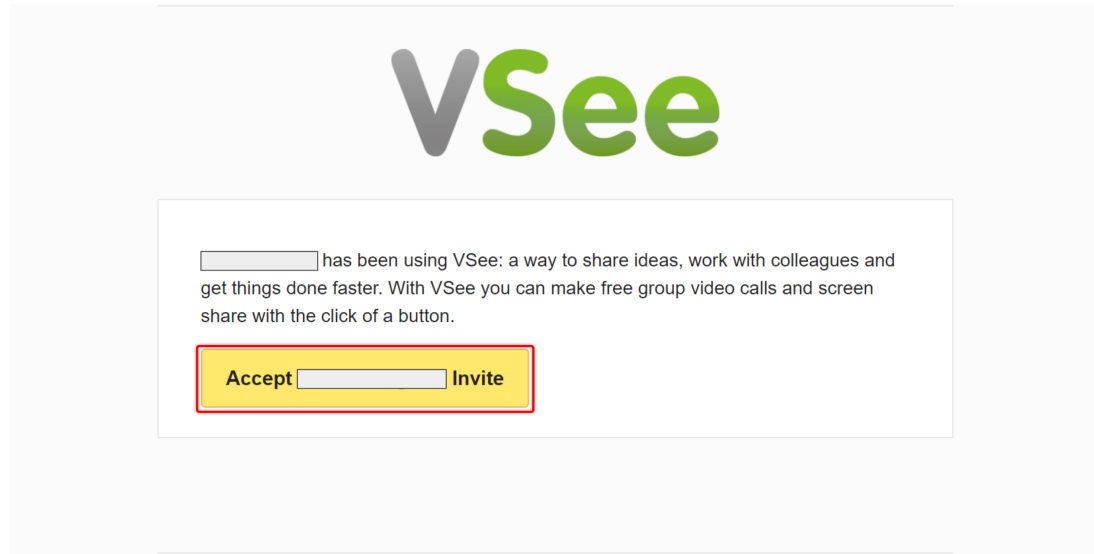 VSee
has been using VSee: a way to share ideas, work with colleagues and
get things done faster. With VSee you can make free group video calls and screen
share with the click of a button.
Accept Invite